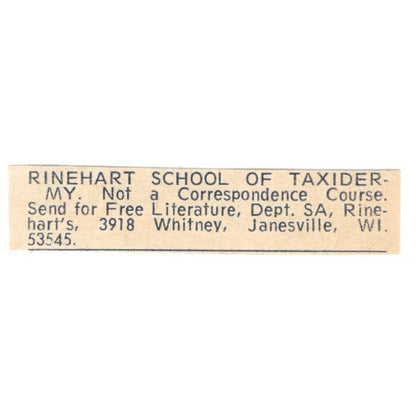 RINEHART SCHOOL OF TAXIDER-
MY. Not a Correspondence Course.
Send for Free Literature, Dept. SA, Rine-
hart's, 3918 Whitney, Janesville, WI.
53545.